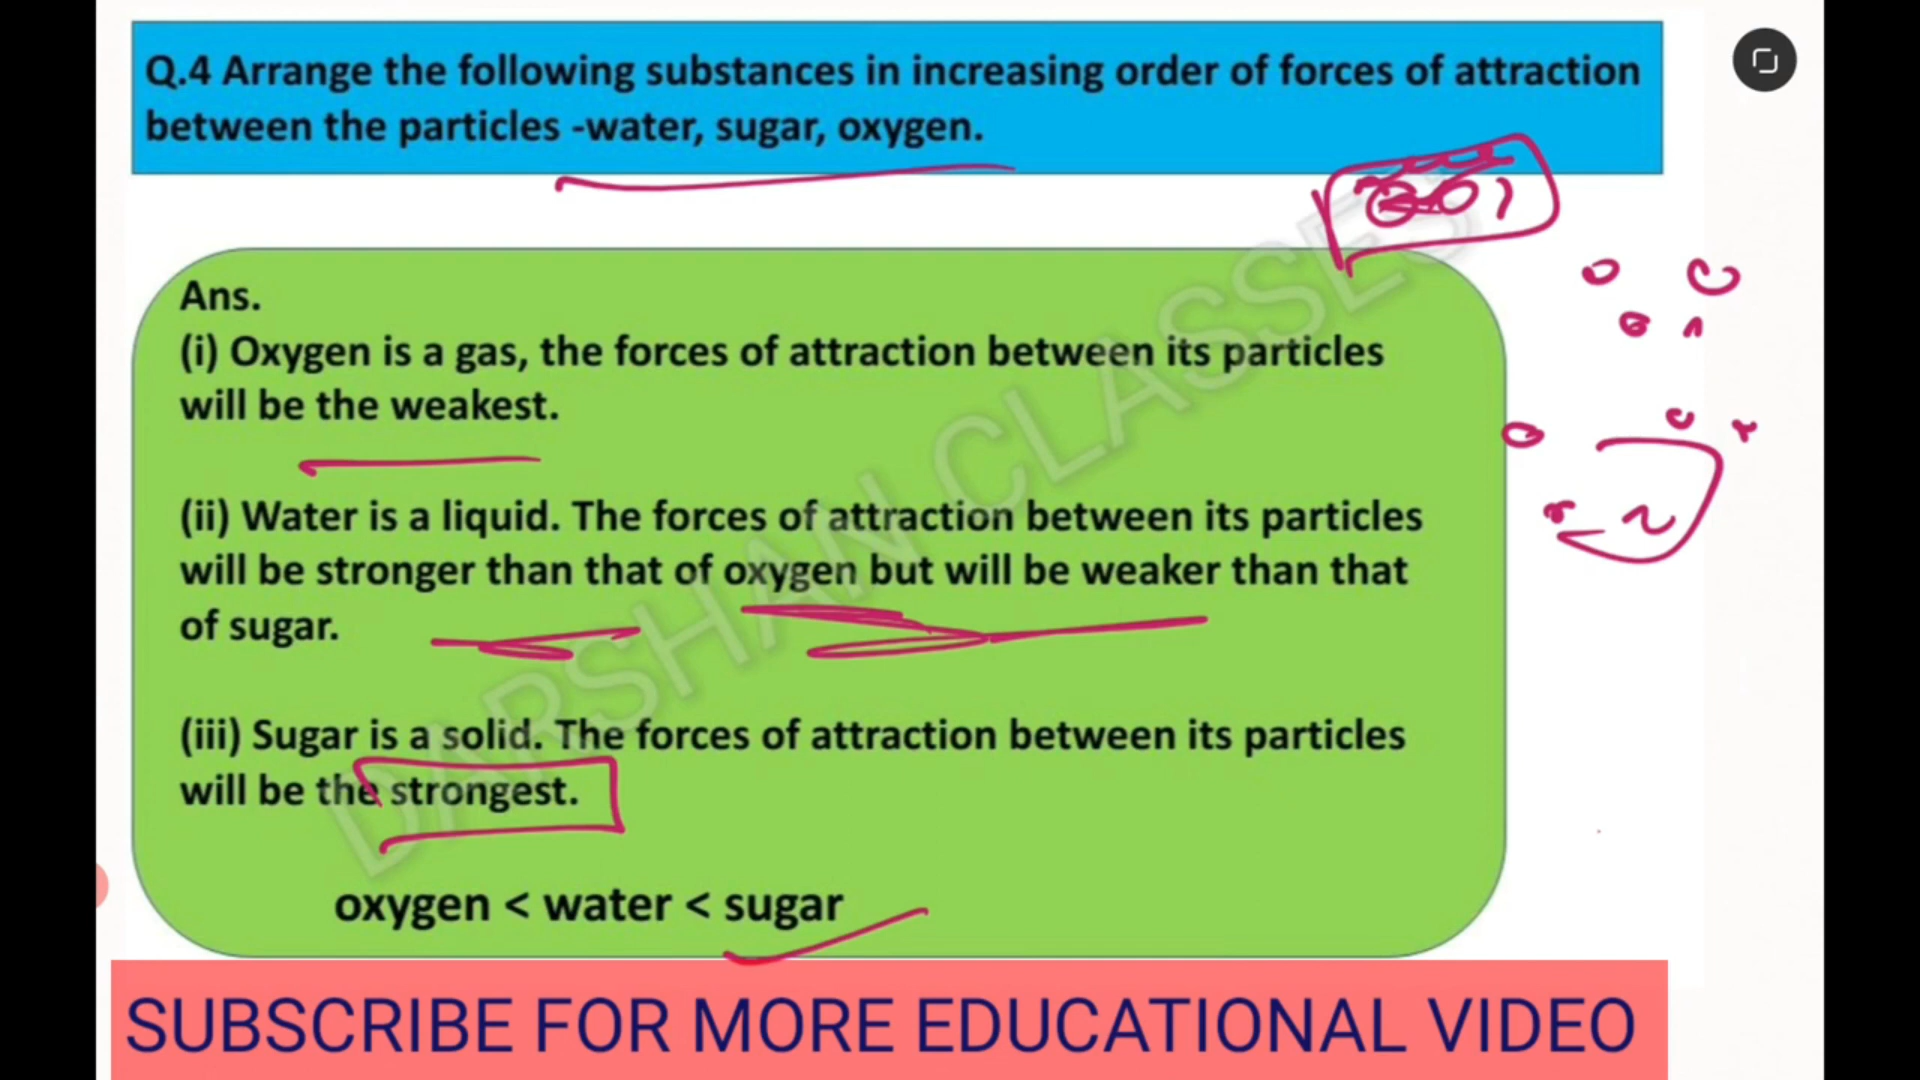 Q.4 Arrange the following substances in increasing order of forces of attraction
between the particles -water, sugar, oxygen.
Ans.
(i) Oxygen is a gas, the forces of attraction between its particles
will be the weakest.
(ii) Water is a liquid. The forces of attraction between its particles
will be stronger than that of oxygen but will be weaker than that
of sugar.
(iii) Sugar is a solid. The forces of attraction between its particles
will be the strongest.
oxygen < water < sugar
DARSHAN CLASSES
SUBSCRIBE FOR MORE EDUCATIONAL VIDEO